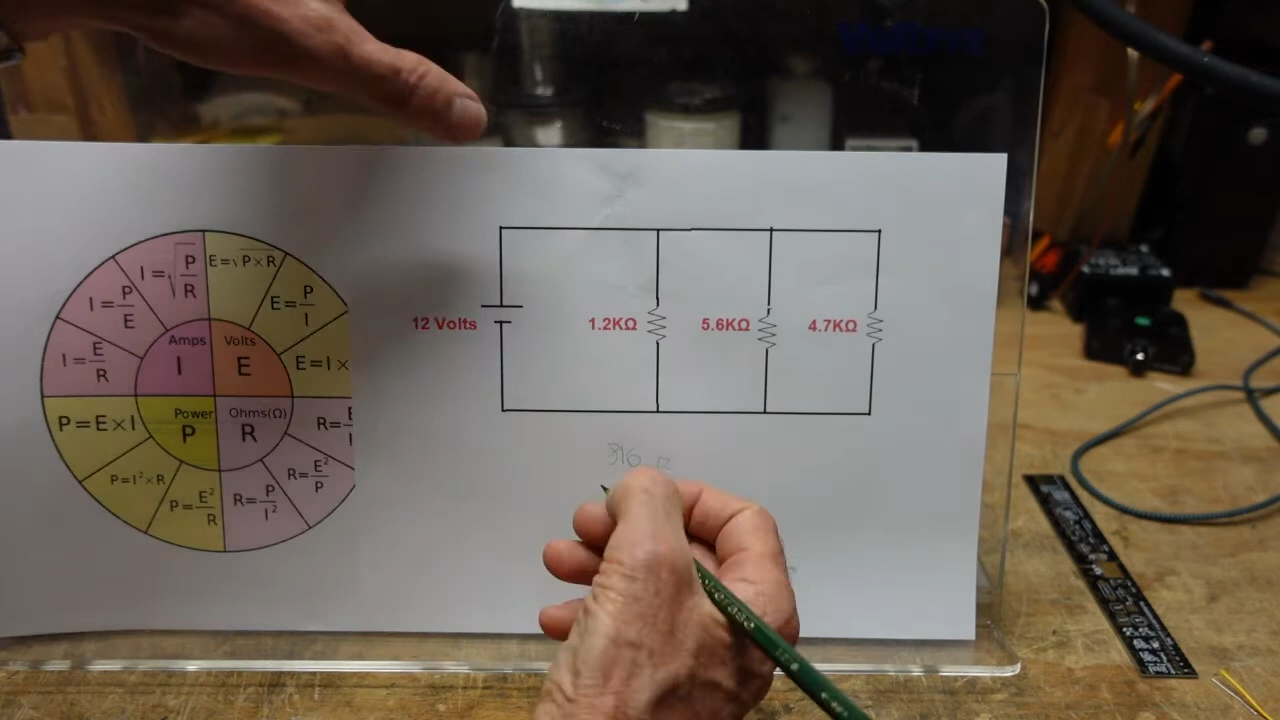 I=√P/R
E=√P×R
I=P/E
E=P/I
I=E/R
E=I×
Amps
I
Volts
E
P=E×I
Power
P
Ohms(Ω)
R
R=E/I
P=I²×R
P=E²/R
R=P/I²
R=E²/P
12 Volts
1.2KΩ
5.6KΩ
4.7KΩ